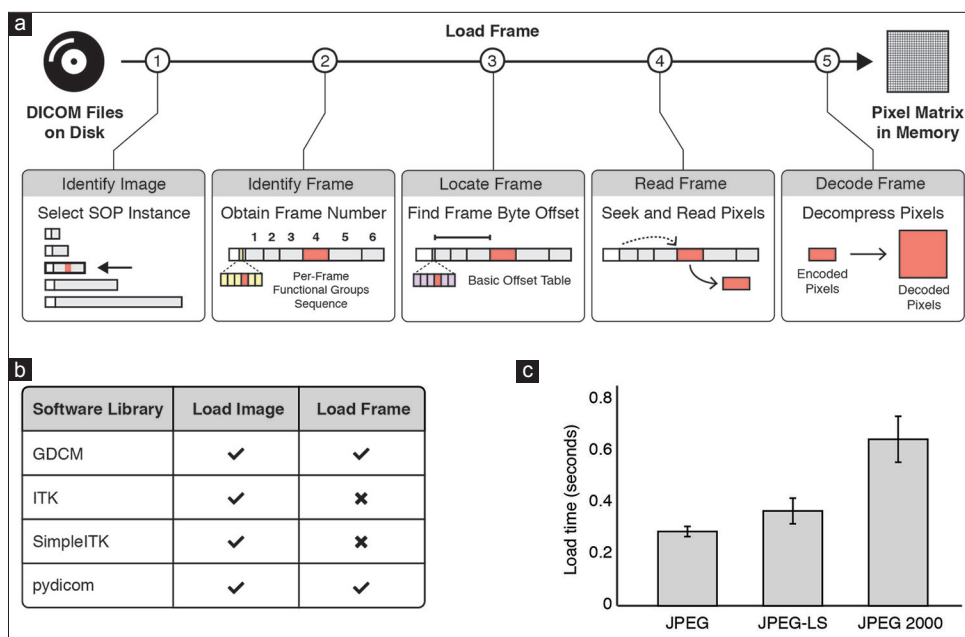 a
Load Frame
1
2
3
4
5
DICOM Files
on Disk
Pixel Matrix
in Memory
Identify Image
Select SOP Instance
Identify Frame
Obtain Frame Number
1 2 3 4 5 6
Per-Frame
Functional Groups
Sequence
Locate Frame
Find Frame Byte Offset
Basic Offset Table
Read Frame
Seek and Read Pixels
Decode Frame
Decompress Pixels
Encoded
Pixels
Decoded
Pixels
b
Software Library Load Image Load Frame
GDCM ✔ ✔
ITK ✔ ✖
SimpleITK ✔ ✖
pydicom ✔ ✔
c
Load time (seconds)
0.8
0.6
0.4
0.2
0
JPEG JPEG-LS JPEG 2000